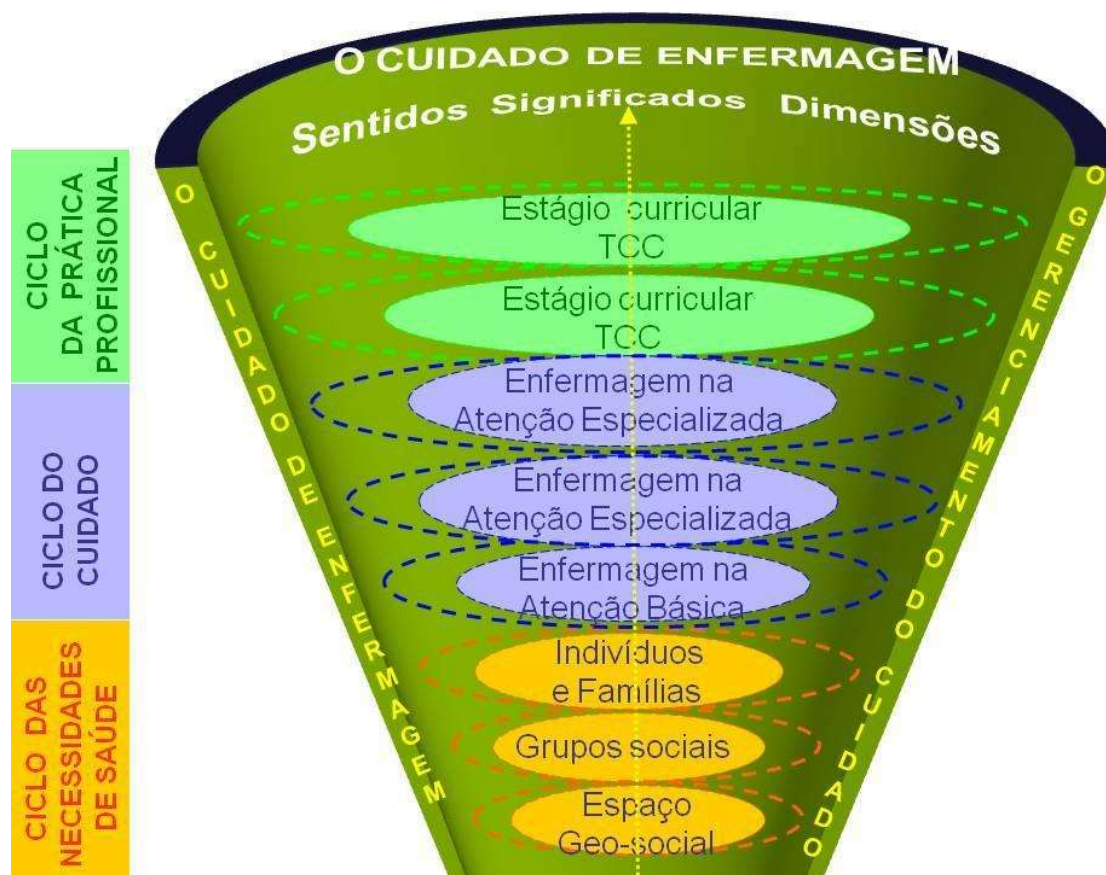 O CUIDADO DE ENFERMAGEM
Sentidos Significados Dimensões
CICLO
DA PRÁTICA
PROFISSIONAL
CICLO DO
CUIDADO
CICLO DAS
NECESSIDADES
DE SAÚDE
O CUIDADO DE ENFERMAGEM
Estágio curricular
TCC
Estágio curricular
TCC
Enfermagem na
Atenção Especializada
Enfermagem na
Atenção Especializada
Enfermagem na
Atenção Básica
Indivíduos
e Famílias
Grupos sociais
Espaço
Geo-social
O GERENCIAMENTO DO CUIDADO